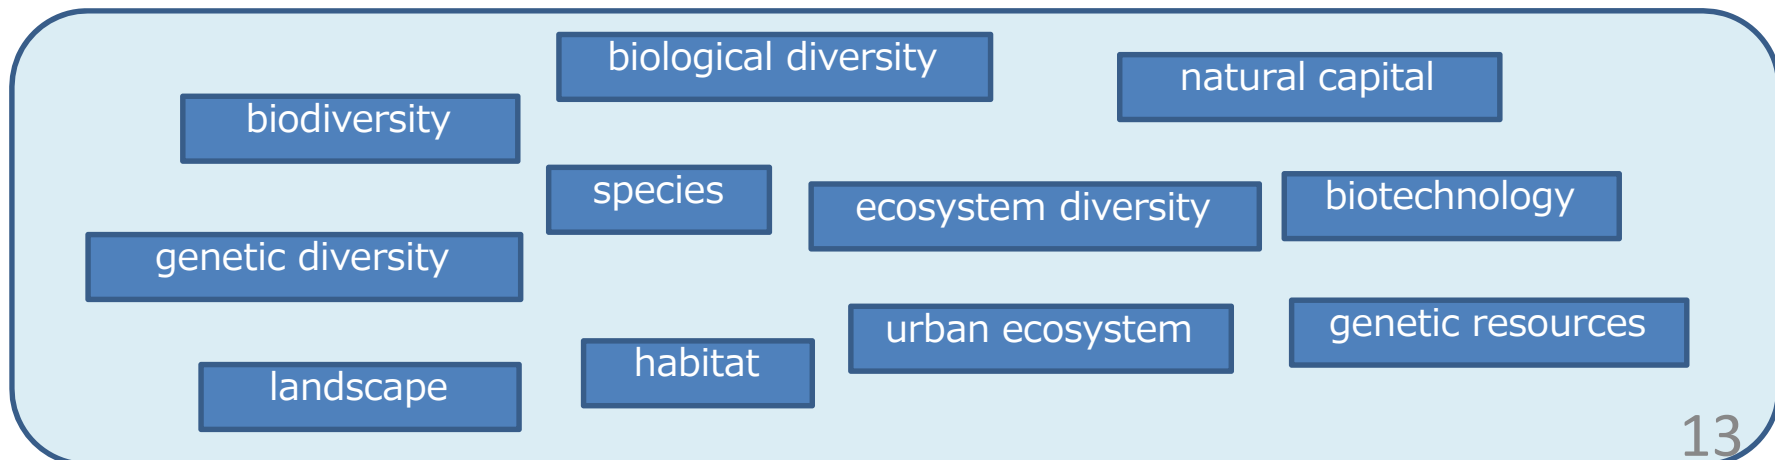 biological diversity
natural capital
biodiversity
species
ecosystem diversity
biotechnology
genetic diversity
urban ecosystem
genetic resources
habitat
landscape
13